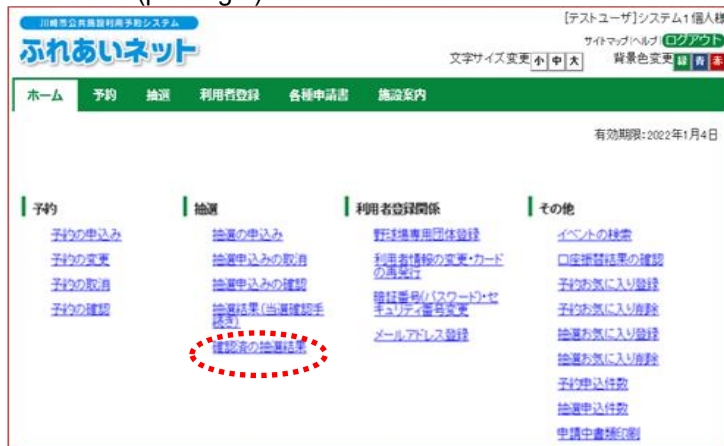 川崎市公共施設利用予約システム
ふれあいネット
[テストユーザ]システム1個人様
サイトマップ|ヘルプ|ログアウト
文字サイズ変更 小 中 大 背景色変更 緑 青 赤
ホーム 予約 抽選 利用者登録 各種申請書 施設案内
有効期限:2022年1月4日
予約
予約の申込み
予約の変更
予約の取消
予約の確認
抽選
抽選の申込み
抽選申込みの取消
抽選申込みの確認
抽選結果(当選確認手
続き)
確認済の抽選結果
利用者登録関係
野球場専用団体登録
利用者情報の変更・カード
の再発行
暗証番号(パスワード)・セ
キュリティ番号変更
メールアドレス登録
その他
イベントの検索
口座振替結果の確認
予約お気に入り登録
予約お気に入り削除
抽選お気に入り登録
抽選お気に入り削除
予約申込件数
抽選申込件数
申請中書類印刷